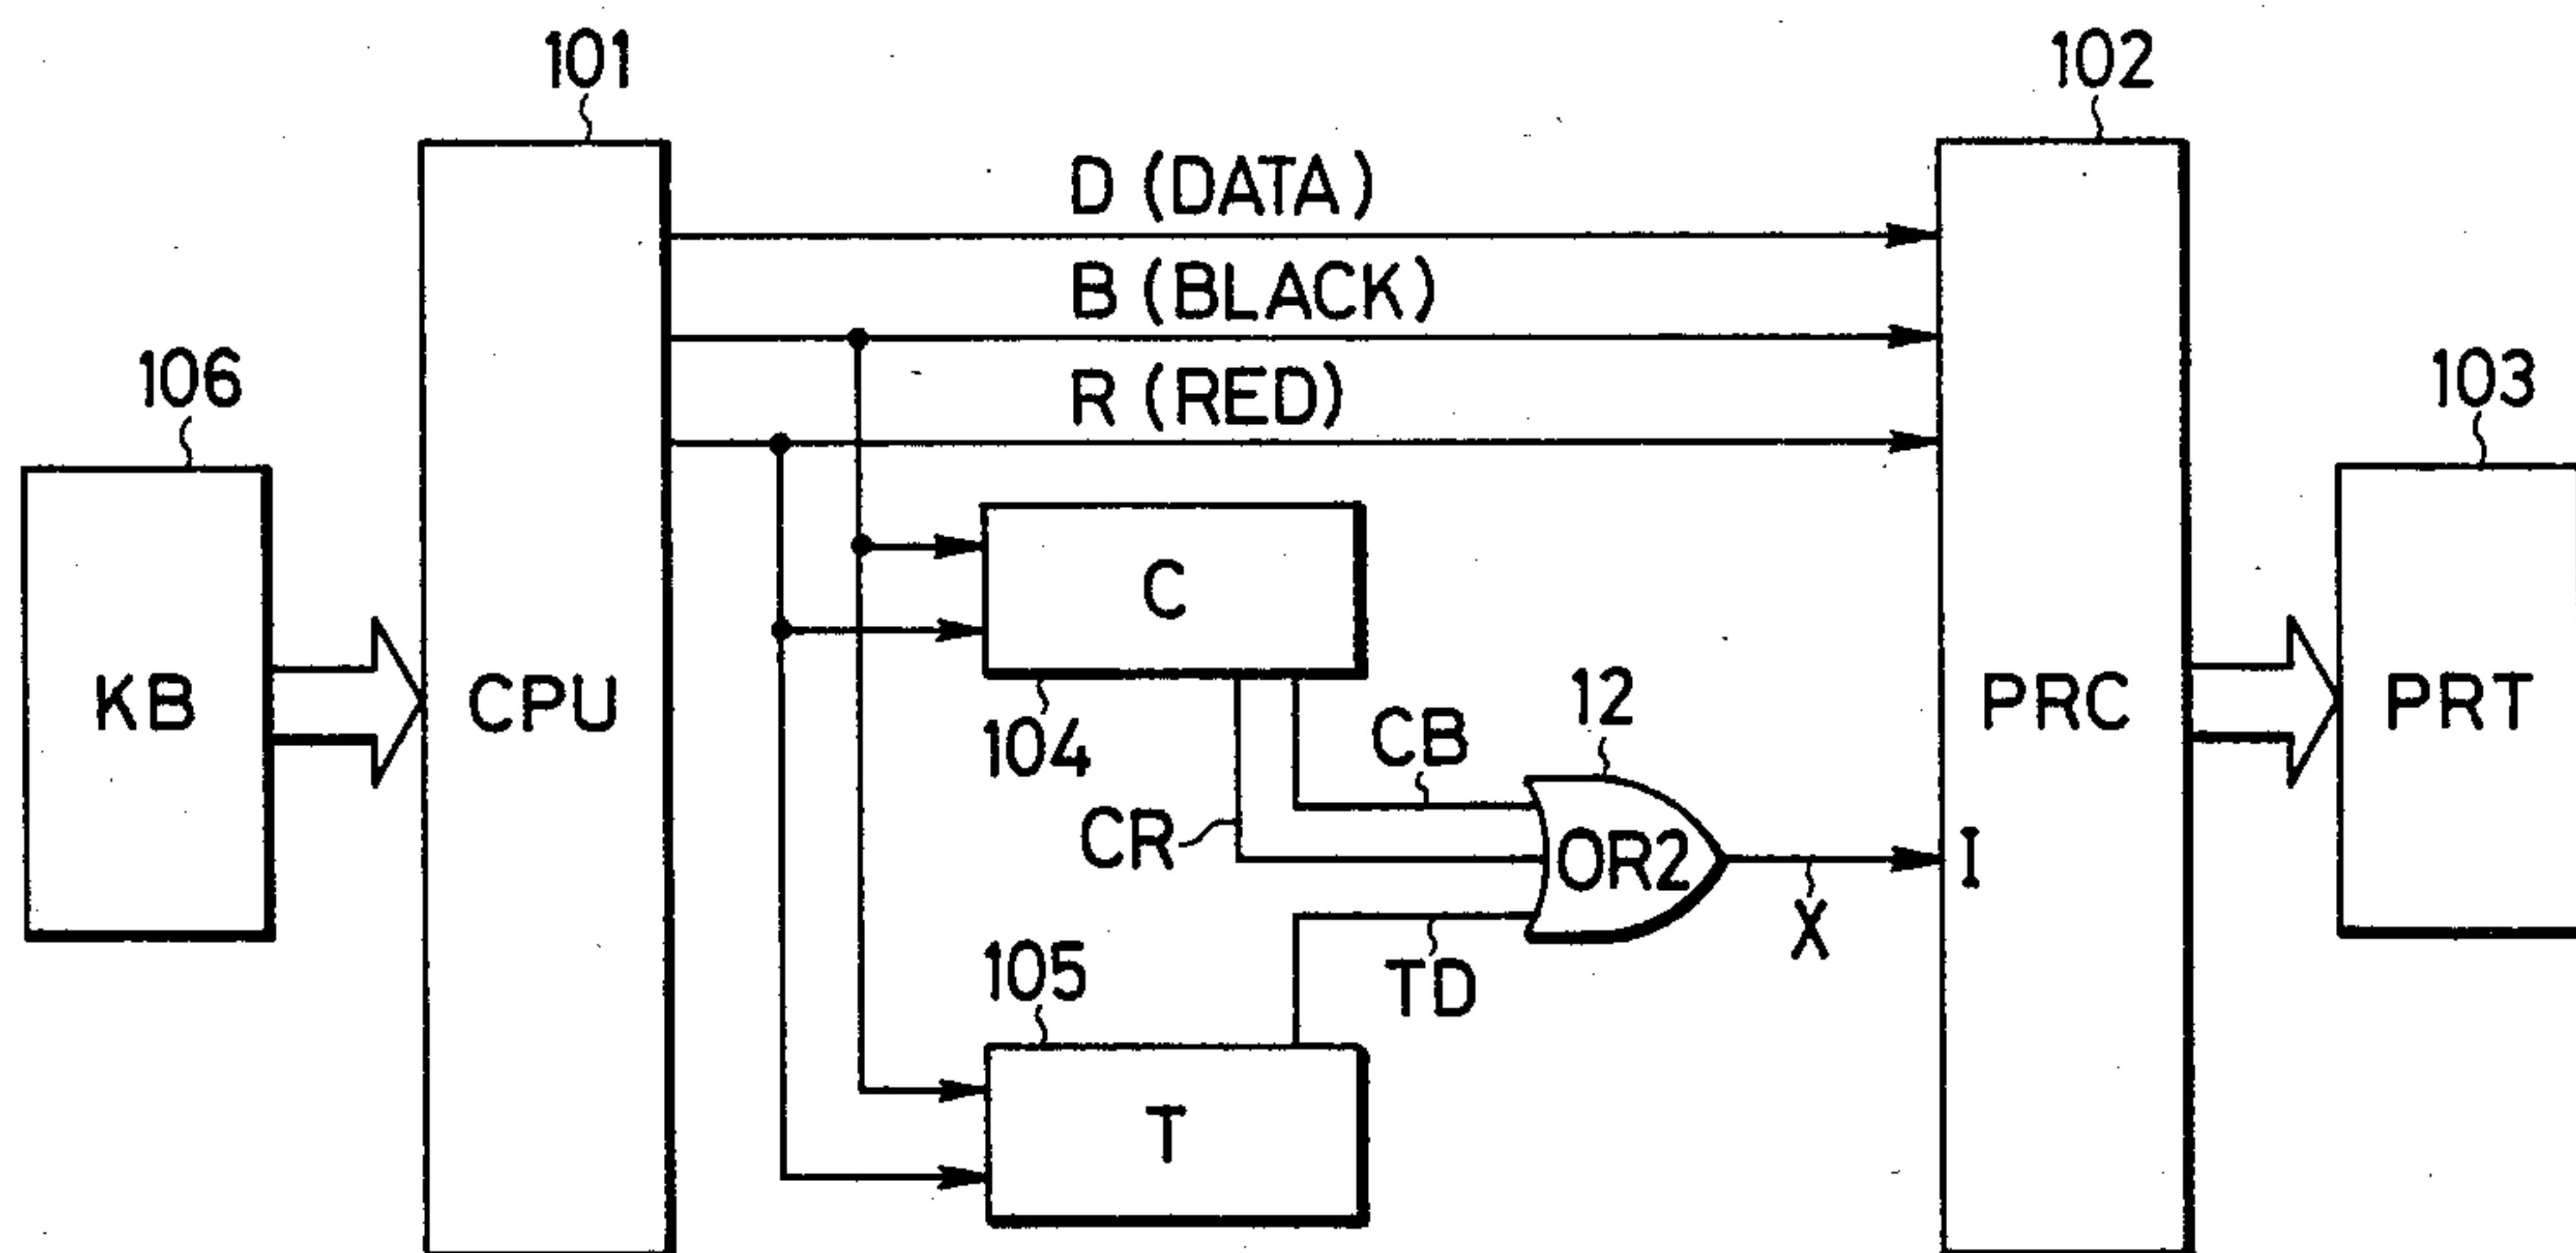 101
102
D (DATA)
B (BLACK)
106
R (RED)
103
C
KB
CPU
104
CB
12
PRC
PRT
CR
OR2
I
X
105
TD
T